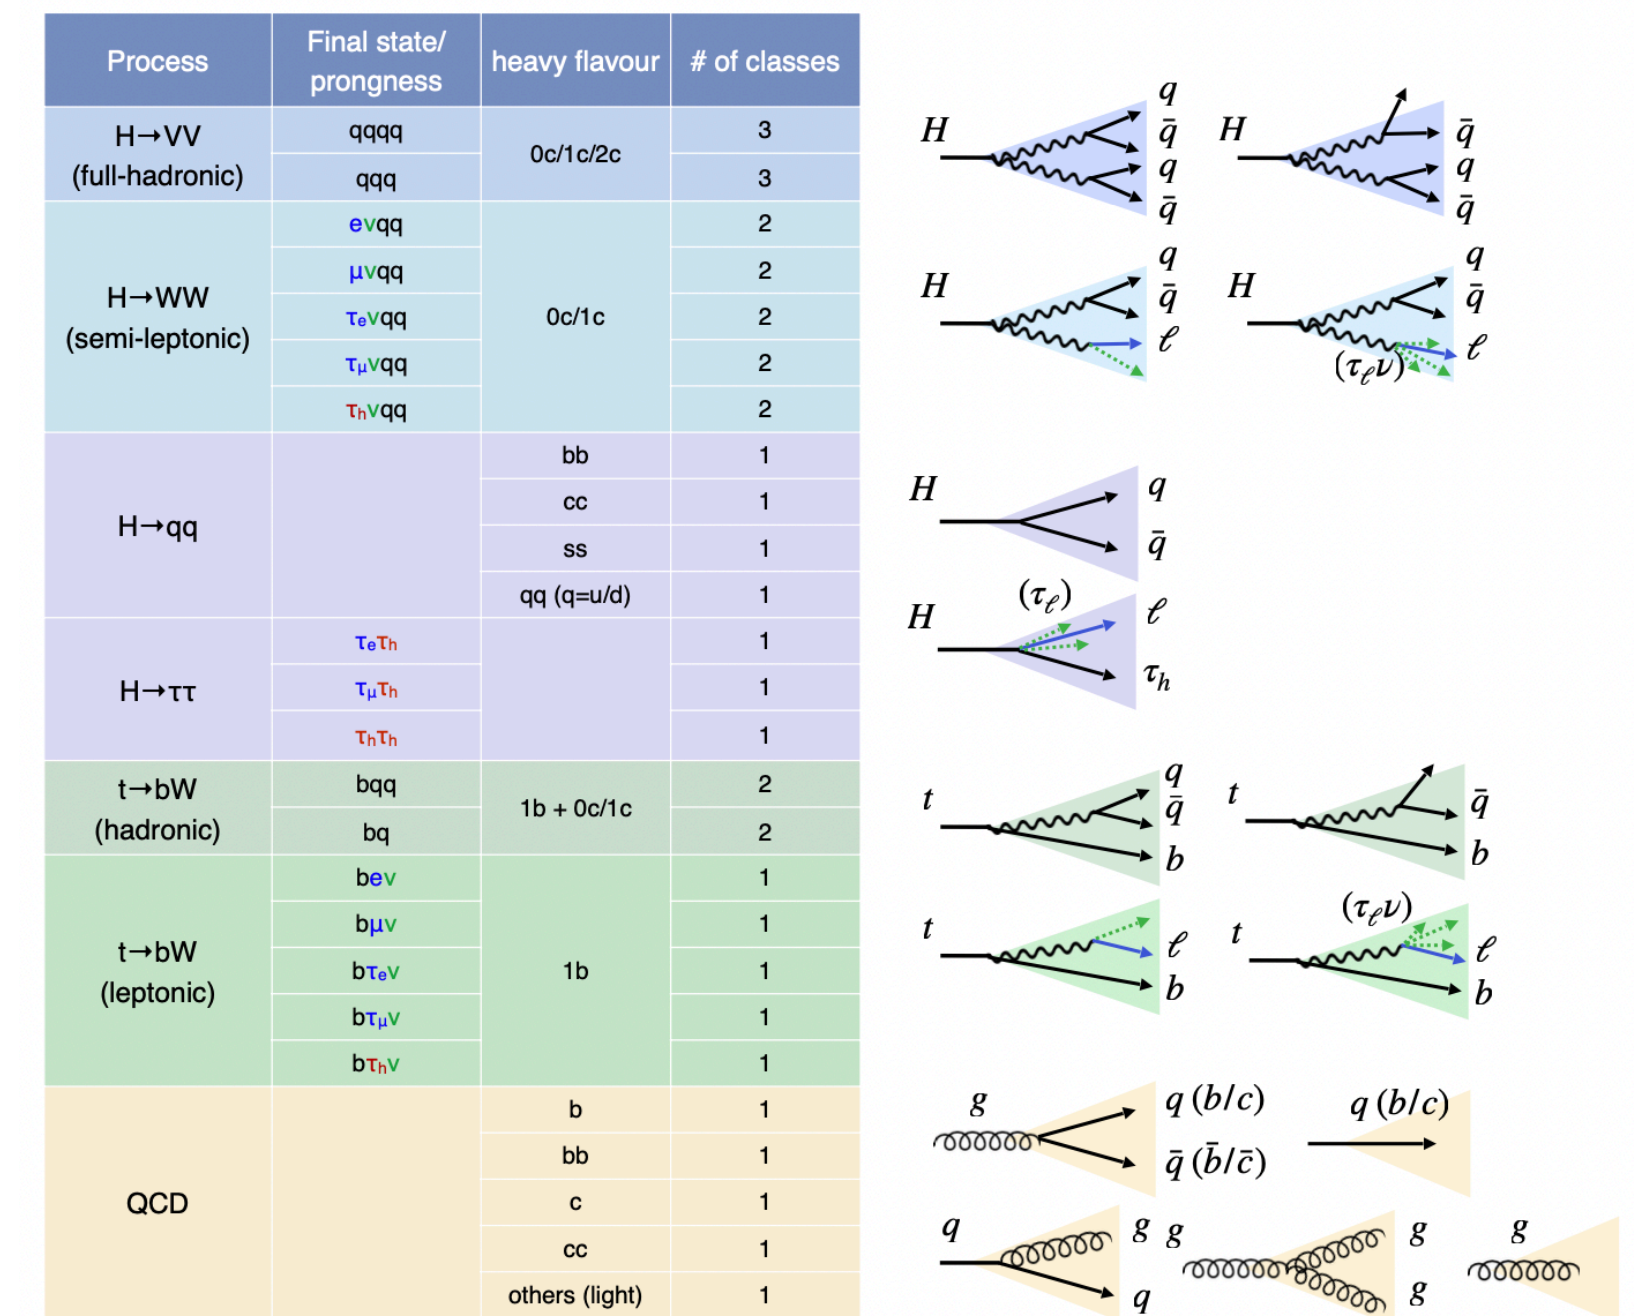 Process
Final state/
prongness
heavy flavour
# of classes
H→VV
(full-hadronic)
qqqq
0c/1c/2c
3
qqq
3
H→WW
(semi-leptonic)
eνqq
0c/1c
2
μνqq
2
τeνqq
2
τμνqq
2
τhνqq
2
H→qq
bb
1
cc
1
ss
1
qq (q=u/d)
1
H→ττ
τeτh
1
τμτh
1
τhτh
1
t→bW
(hadronic)
bqq
1b + 0c/1c
2
bq
2
t→bW
(leptonic)
beν
1b
1
bμν
1
bτeν
1
bτμν
1
bτhν
1
QCD
b
1
bb
1
c
1
cc
1
others (light)
1
H
q
q̄
q
q̄
H
q̄
q
q̄
H
q
q̄
ℓ
H
q
q̄
ℓ
(τℓν)
H
q
q̄
H
(τℓ)
ℓ
τh
t
q
q̄
b
t
q̄
b
t
ℓ
b
t
(τℓν)
ℓ
b
g
q (b/c)
q̄ (b̄/c̄)
q (b/c)
q
g
q
g
g
g
g